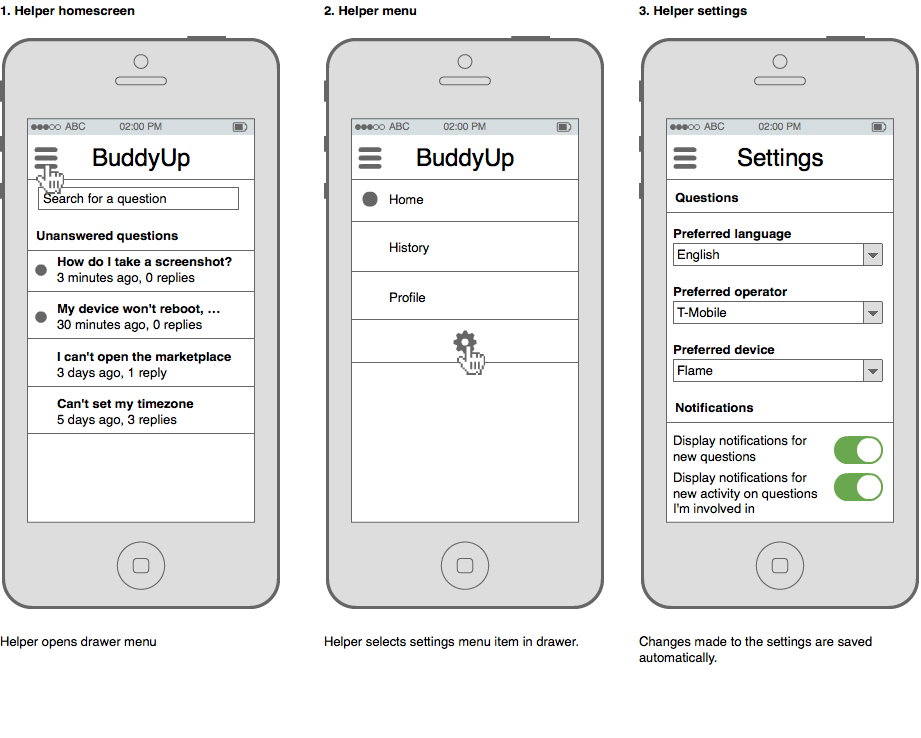 1. Helper homescreen
ABC 02:00 PM
BuddyUp
Search for a question
Unanswered questions
How do I take a screenshot?
3 minutes ago, 0 replies
My device won't reboot, ...
30 minutes ago, 0 replies
I can't open the marketplace
3 days ago, 1 reply
Can't set my timezone
5 days ago, 3 replies
Helper opens drawer menu
2. Helper menu
ABC 02:00 PM
BuddyUp
Home
History
Profile
Helper selects settings menu item in drawer.
3. Helper settings
ABC 02:00 PM
Settings
Questions
Preferred language
English
Preferred operator
T-Mobile
Preferred device
Flame
Notifications
Display notifications for
new questions
Display notifications for
new activity on questions
I'm involved in
Changes made to the settings are saved
automatically.